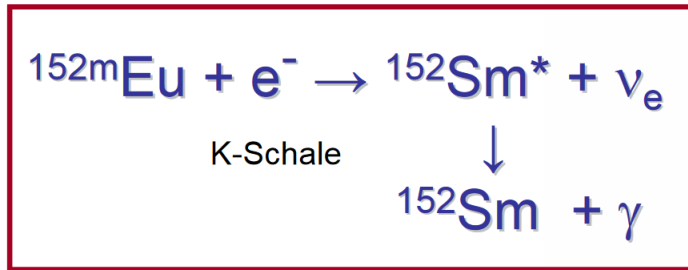 ¹⁵²ᵐEu + e⁻ → ¹⁵²Sm* + νₑ
K-Schale ↓
¹⁵²Sm + γ